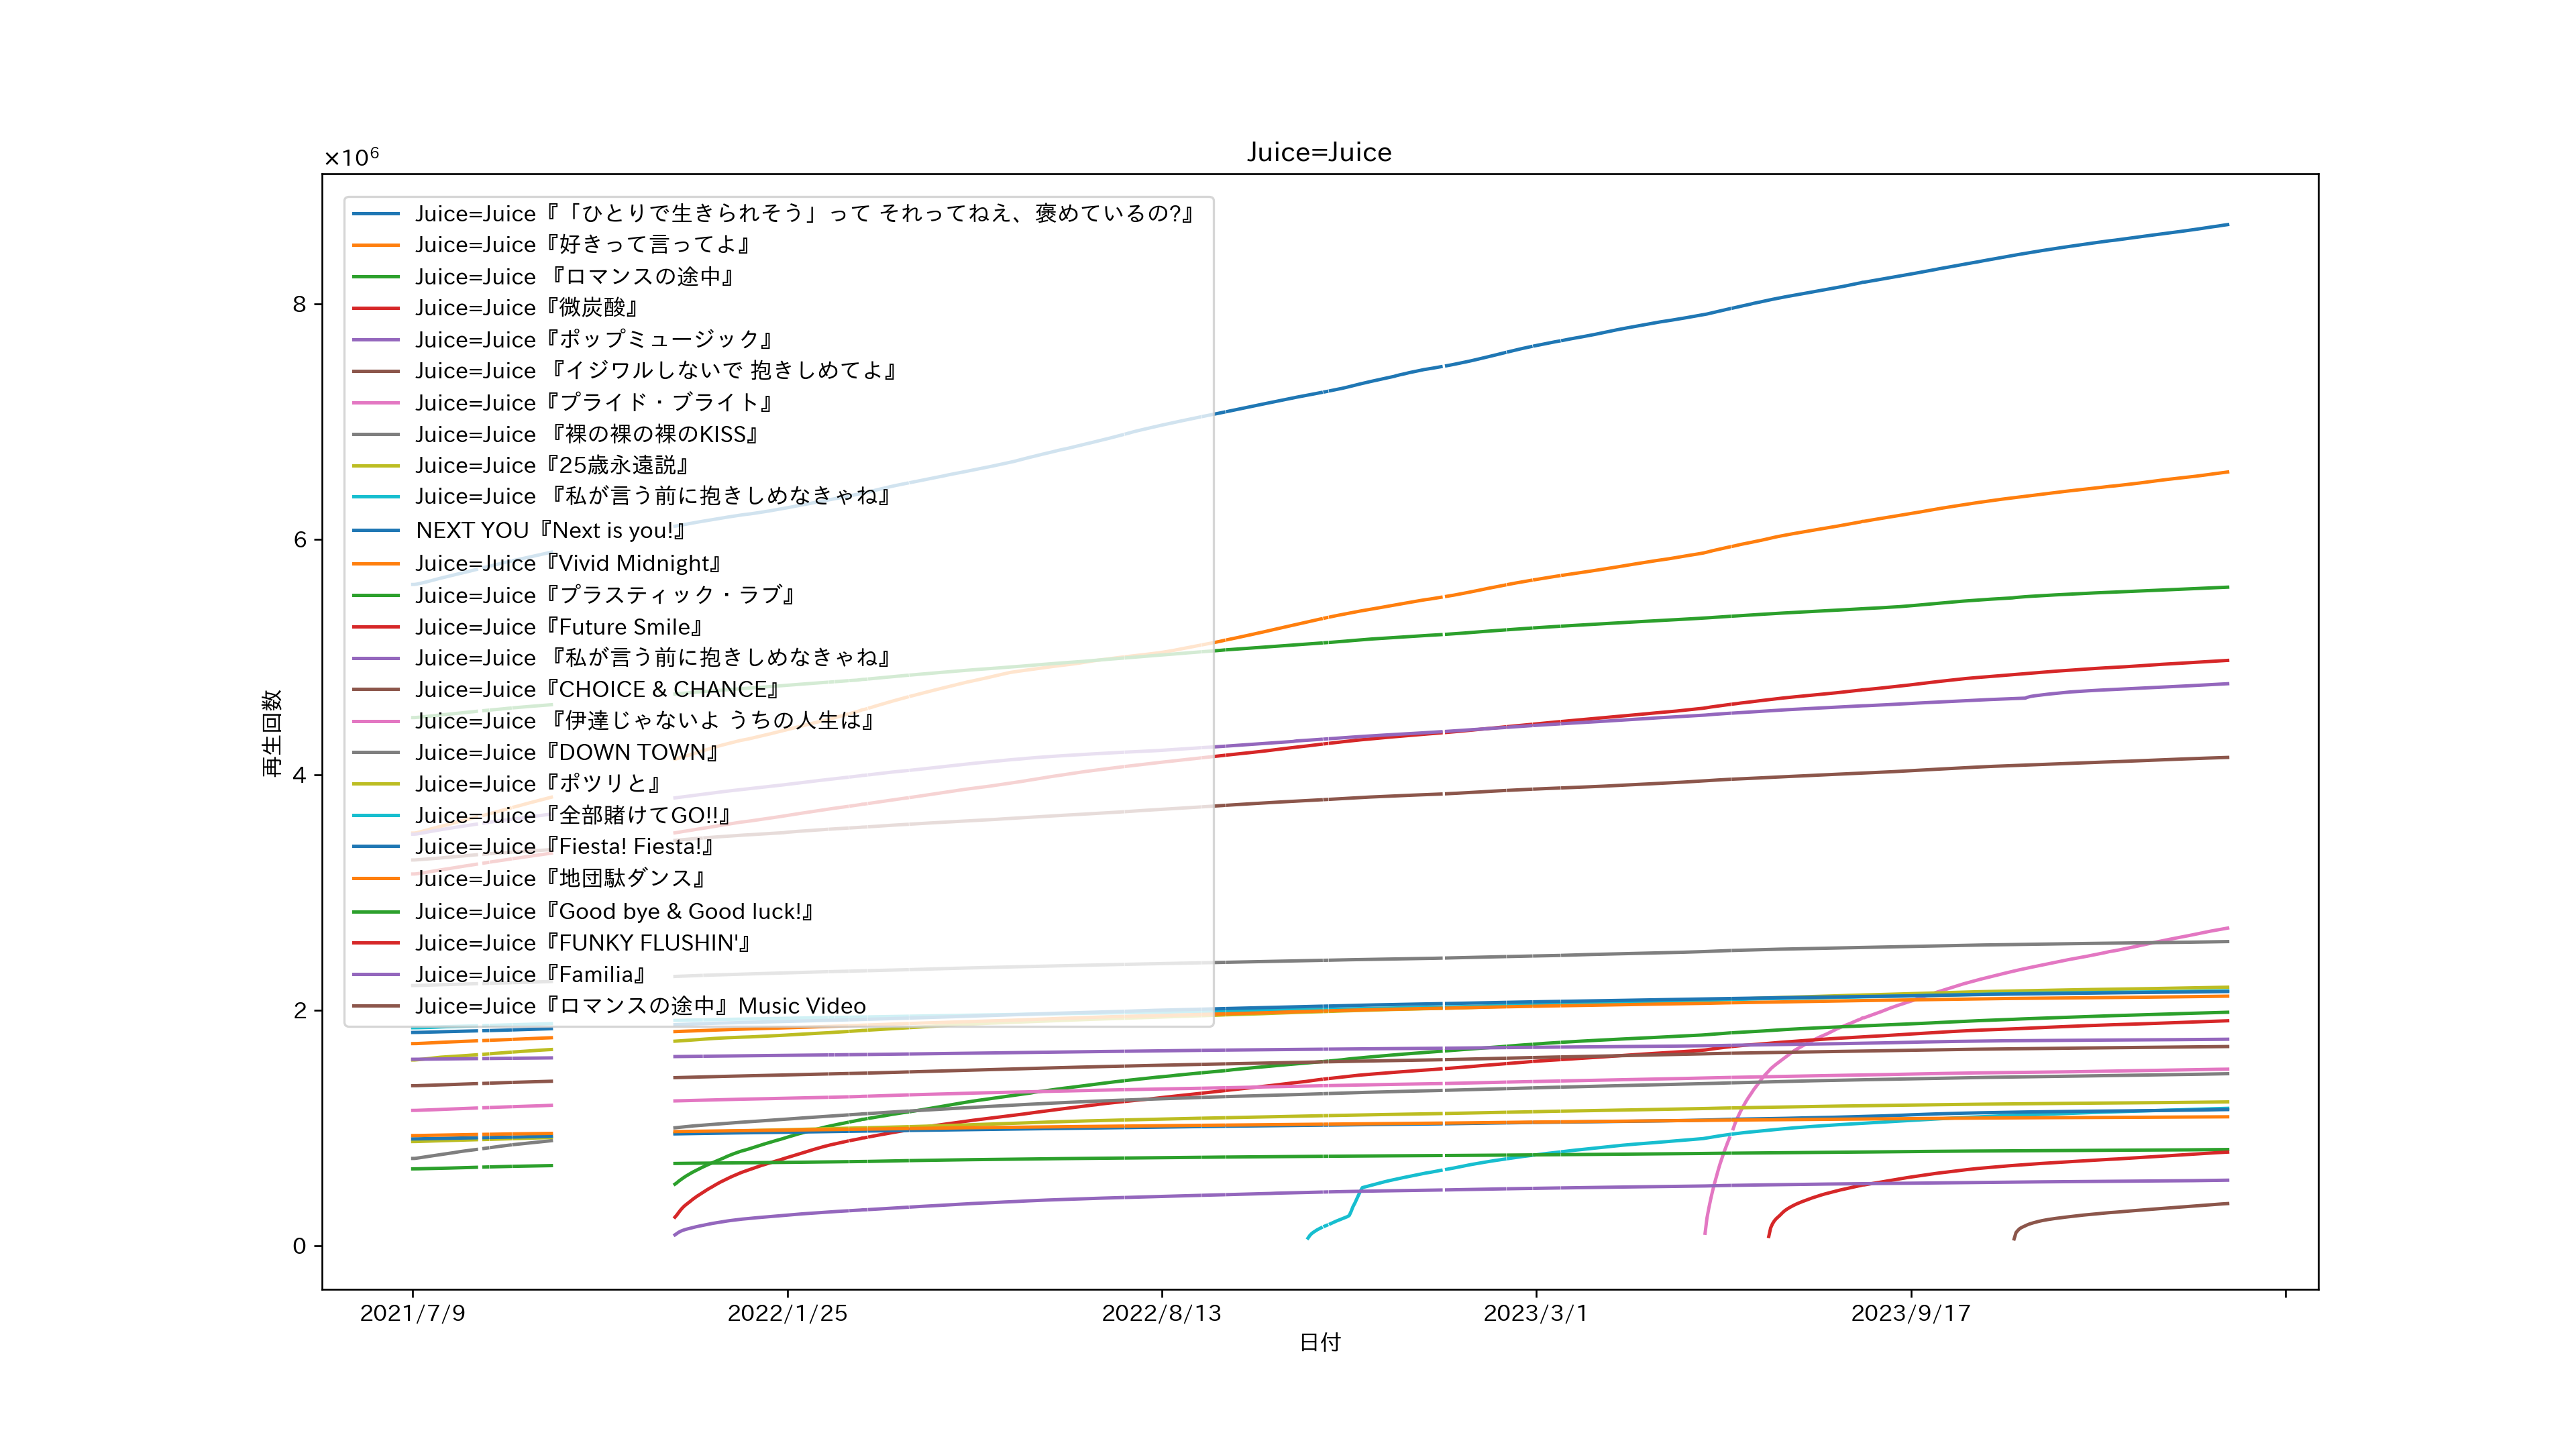 Juice=Juice
×10⁶
Juice=Juice『「ひとりで生きられそう」って それってねえ、褒めているの?』
Juice=Juice『好きって言ってよ』
Juice=Juice 『ロマンスの途中』
Juice=Juice『微炭酸』
Juice=Juice『ポップミュージック』
Juice=Juice 『イジワルしないで 抱きしめてよ』
Juice=Juice『プライド・ブライト』
Juice=Juice 『裸の裸の裸のKISS』
Juice=Juice『25歳永遠説』
Juice=Juice 『私が言う前に抱きしめなきゃね』
NEXT YOU『Next is you!』
Juice=Juice『Vivid Midnight』
Juice=Juice『プラスティック・ラブ』
Juice=Juice『Future Smile』
Juice=Juice 『私が言う前に抱きしめなきゃね』
Juice=Juice『CHOICE & CHANCE』
Juice=Juice『伊達じゃないよ うちの人生は』
Juice=Juice『DOWN TOWN』
Juice=Juice『ポツリと』
Juice=Juice『全部賭けてGO!!』
Juice=Juice『Fiesta! Fiesta!』
Juice=Juice『地団駄ダンス』
Juice=Juice『Good bye & Good luck!』
Juice=Juice『FUNKY FLUSHIN'』
Juice=Juice『Familia』
Juice=Juice『ロマンスの途中』Music Video
8
6
4
2
0
再生回数
2021/7/9
2022/1/25
2022/8/13
2023/3/1
2023/9/17
日付